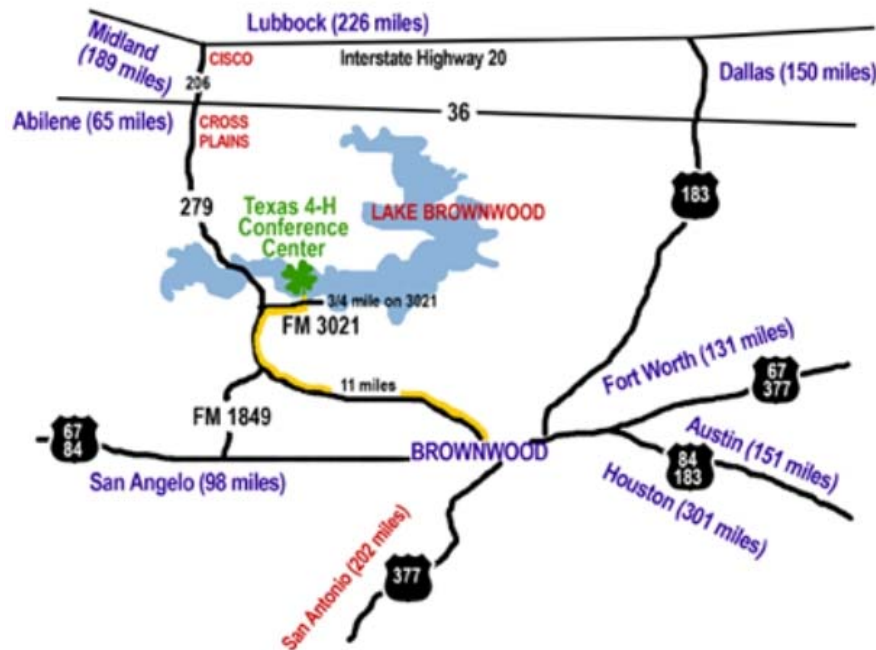 Lubbock (226 miles)
Midland
(189 miles)
CISCO
Interstate Highway 20
Dallas (150 miles)
206
Abilene (65 miles)
CROSS
PLAINS
36
279
Texas 4-H
Conference
Center
LAKE BROWNWOOD
183
3/4 mile on 3021
FM 3021
Fort Worth (131 miles)
67
377
11 miles
FM 1849
67
84
BROWNWOOD
Austin (151 miles)
84
183
San Angelo (98 miles)
Houston (301 miles)
San Antonio (202 miles)
377